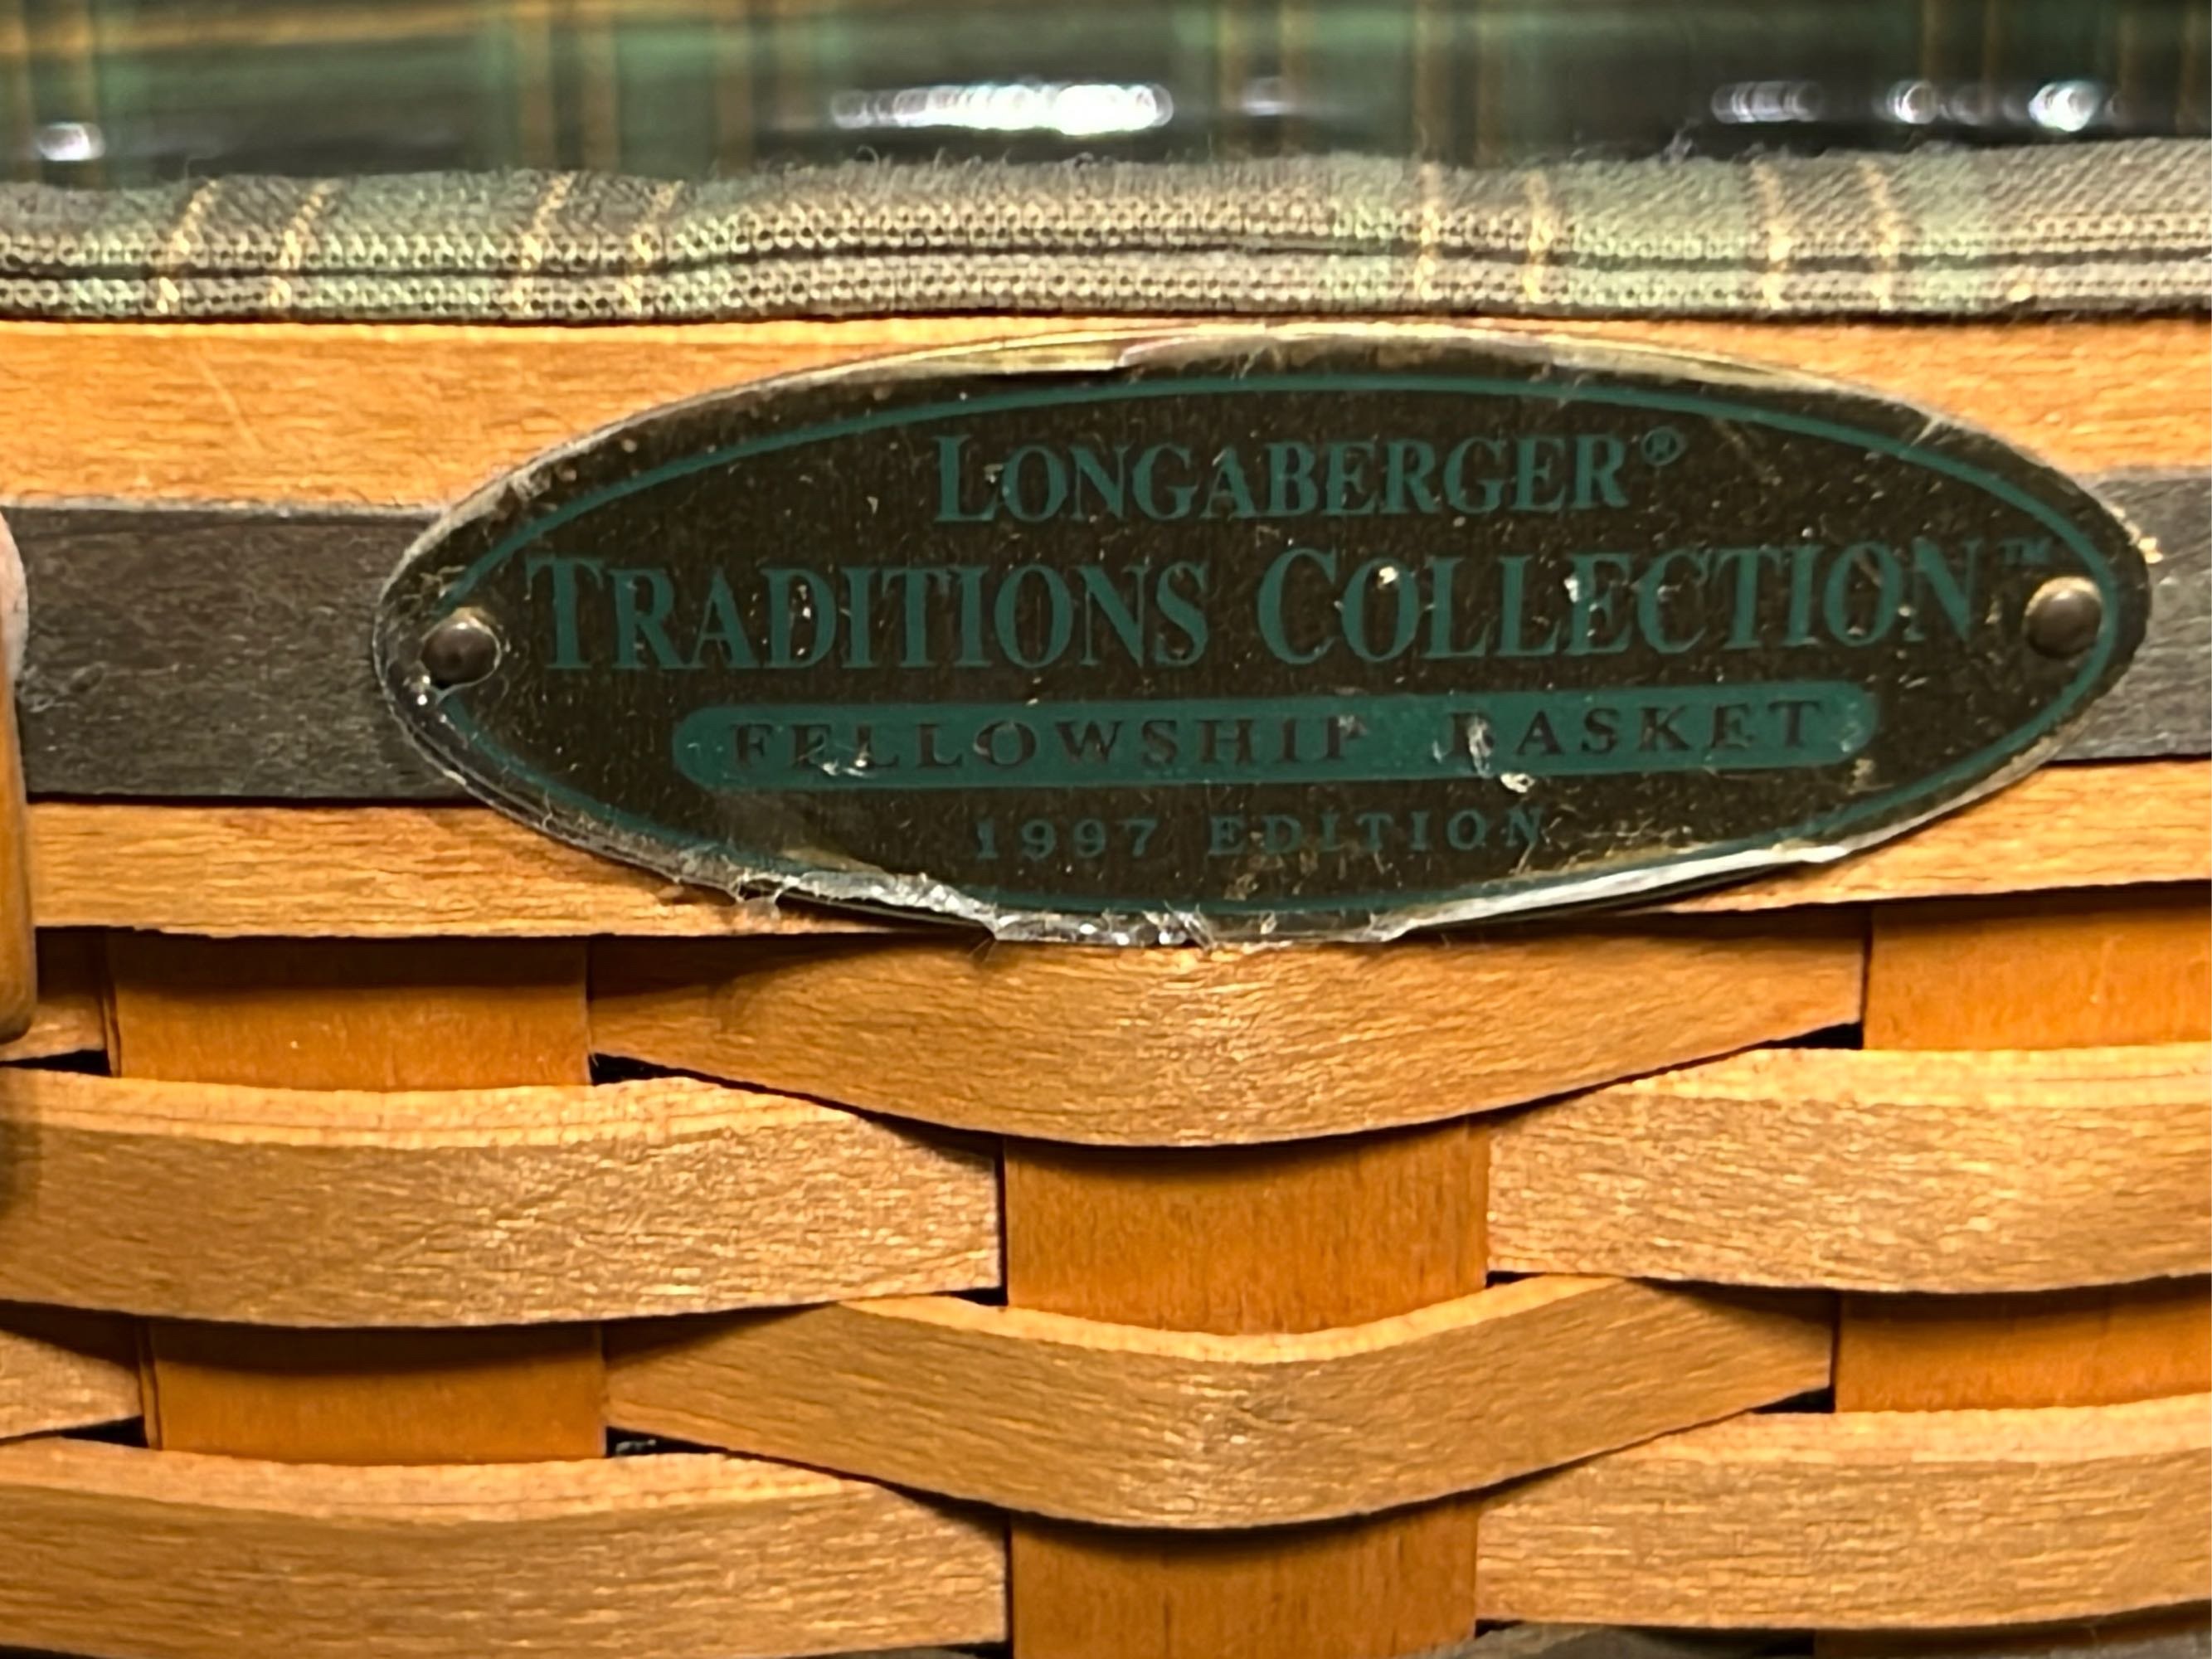 LONGABERGER®
TRADITIONS COLLECTION™
FELLOWSHIP BASKET
1997 EDITION